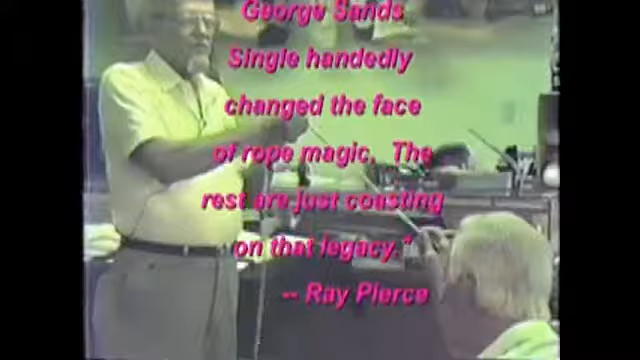 George Sands
Single handedly
changed the face
of rope magic. The
rest are just coasting
on that legacy."
-- Ray Pierce